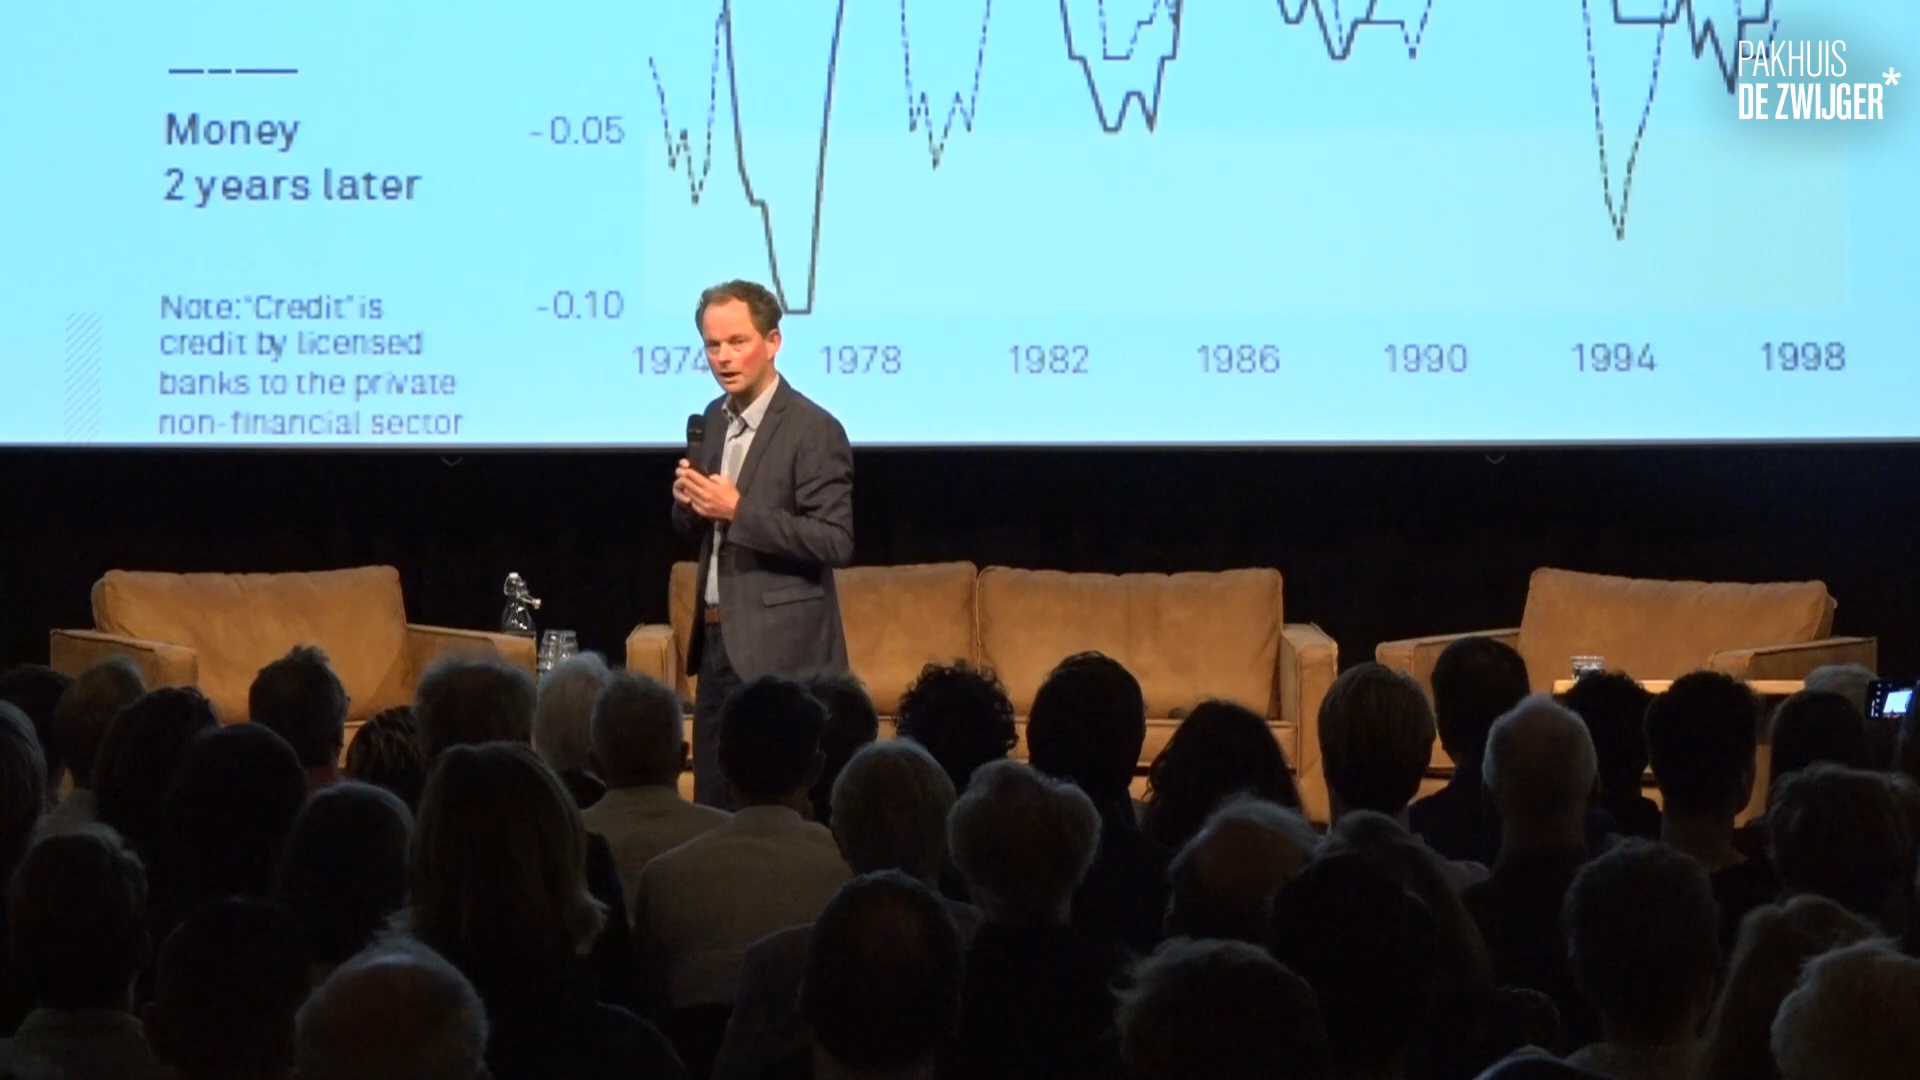 PAKHUIS
DE ZWIJGER*
Money
2 years later
-0.05
-0.10
Note: "Credit" is
credit by licensed
banks to the private
non-financial sector
1974 1978 1982 1986 1990 1994 1998